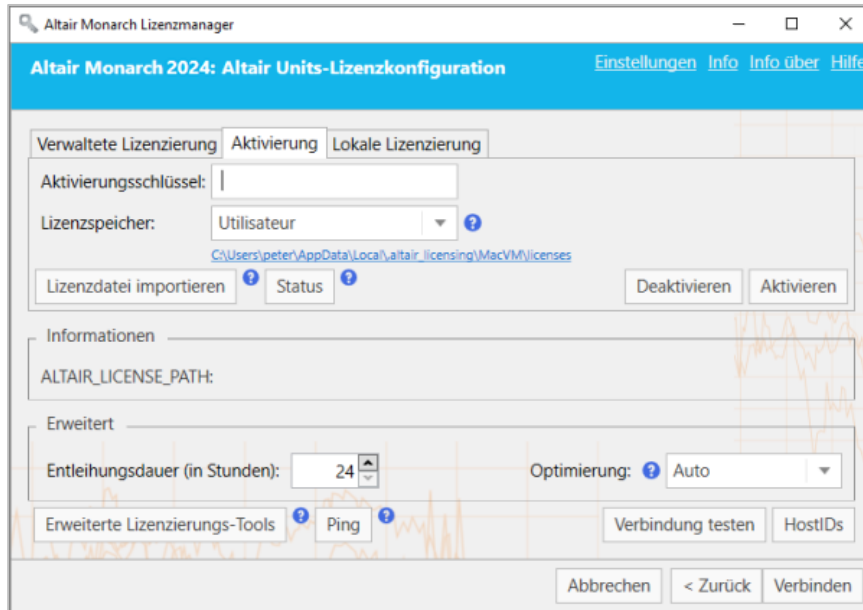 Altair Monarch Lizenzmanager
Altair Monarch 2024: Altair Units-Lizenzkonfiguration Einstellungen Info Info über Hilfe
Verwaltete Lizenzierung Aktivierung Lokale Lizenzierung
Aktivierungsschlüssel:
Lizenzspeicher: Utilisateur ?
C:\Users\peter\AppData\Local\.altair_licensing\MacVM\licenses
Lizenzdatei importieren ? Status ? Deaktivieren Aktivieren
Informationen
ALTAIR_LICENSE_PATH:
Erweitert
Entleihungsdauer (in Stunden): 24 Optimierung: ? Auto
Erweiterte Lizenzierungs-Tools ? Ping ? Verbindung testen HostIDs
Abbrechen < Zurück Verbinden